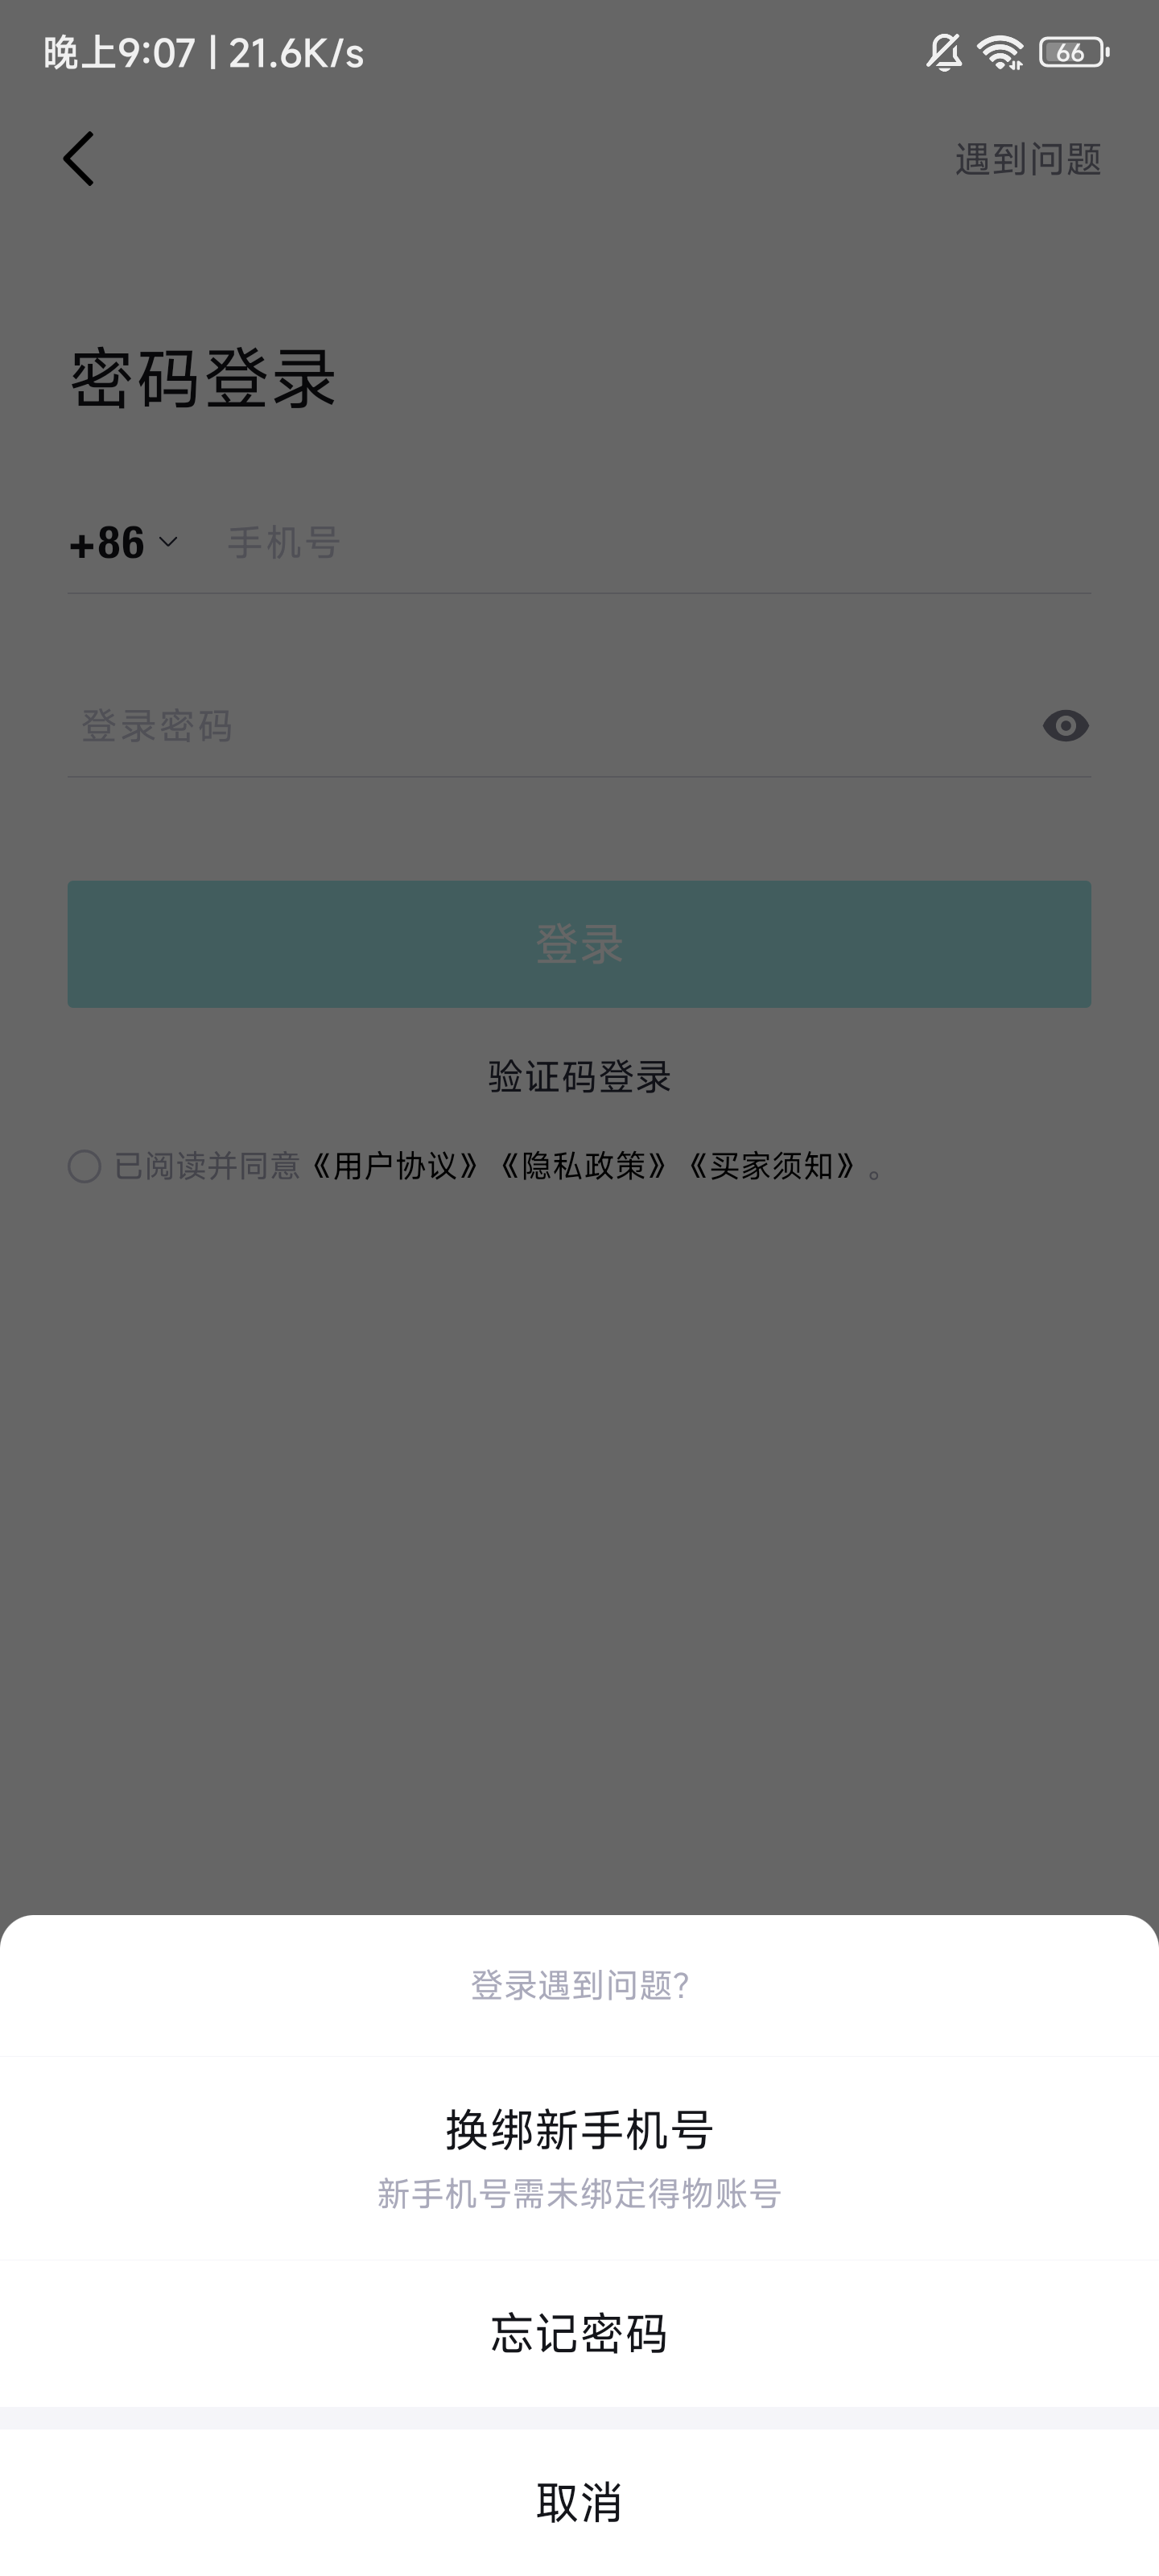 晚上9:07 | 21.6K/s 66
遇到问题
密码登录
+86 手机号
登录密码
登录
验证码登录
已阅读并同意《用户协议》《隐私政策》《买家须知》。
登录遇到问题?
换绑新手机号
新手机号需未绑定得物账号
忘记密码
取消